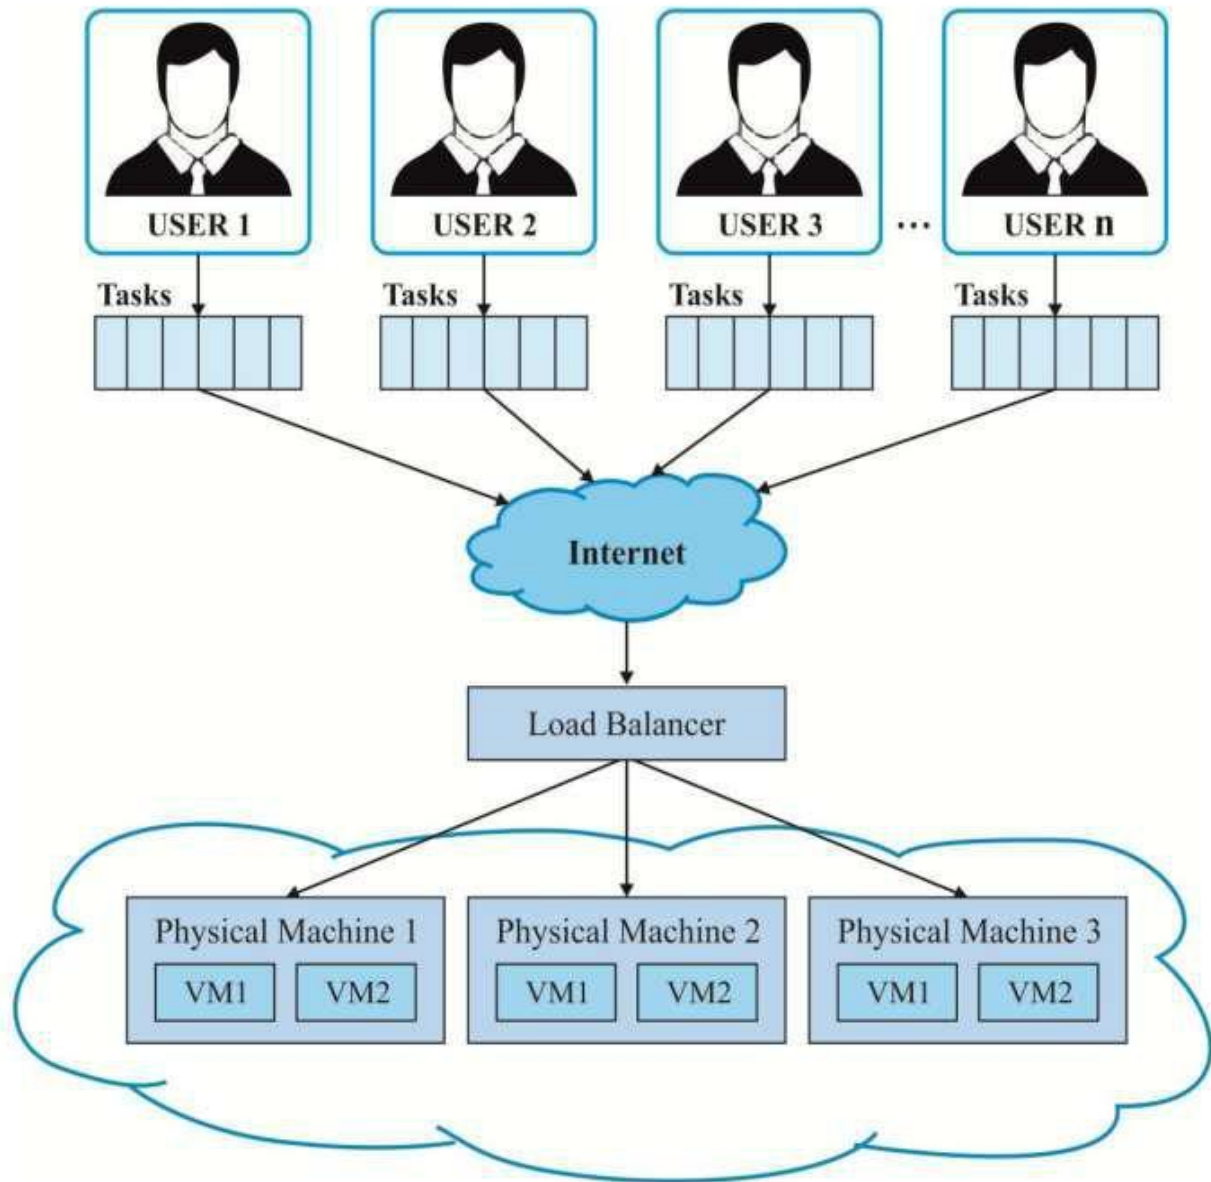 USER 1
USER 2
USER 3
...
USER n
Tasks
Tasks
Tasks
Tasks
Internet
Load Balancer
Physical Machine 1
VM1
VM2
Physical Machine 2
VM1
VM2
Physical Machine 3
VM1
VM2